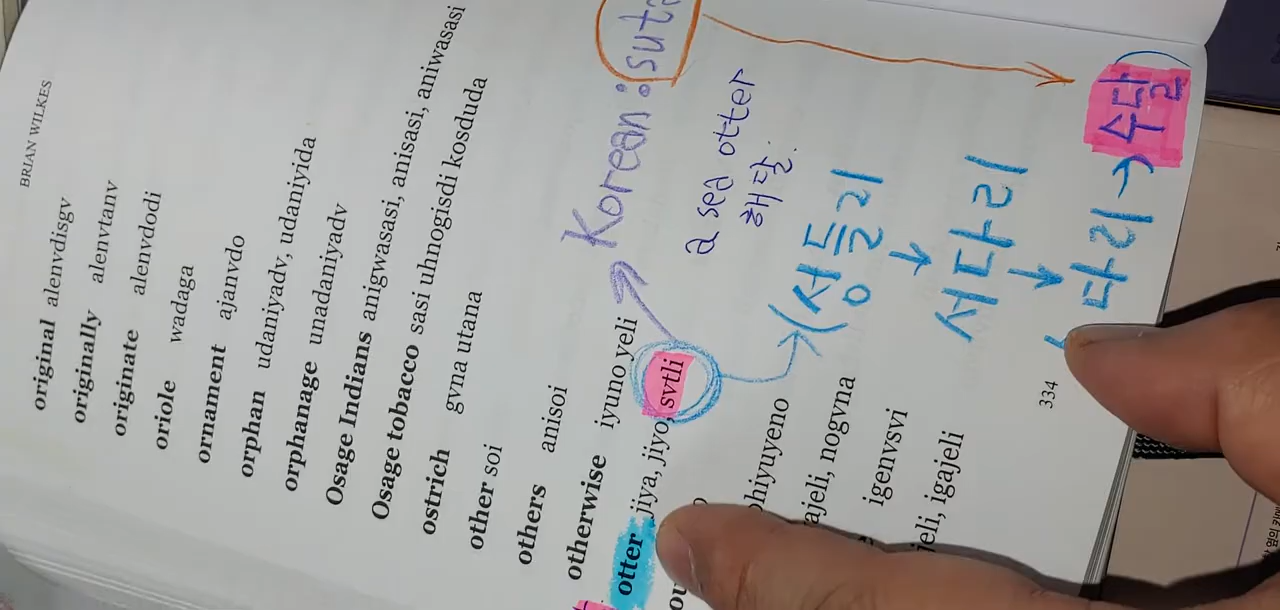 BRIAN WILKES
original alenvdisgv
originally alenvtanv
originate alenvdodi
oriole wadaga
ornament ajanvdo
orphan udaniyadv, udaniyida
orphanage unadaniyadv
Osage Indians anigwasasi, anisasi, aniwasasi
Osage tobacco sasi uhnogisdi kosduda
ostrich gvna utana
other soi
others anisoi
otherwise iyuno yeli
otter jiya, jiyo, svtli
nogvna
igenvsvi
igajeli
334
Korean :
a sea otter
해달.
(성들리
↓
서다리
↓
다리 → 수달)